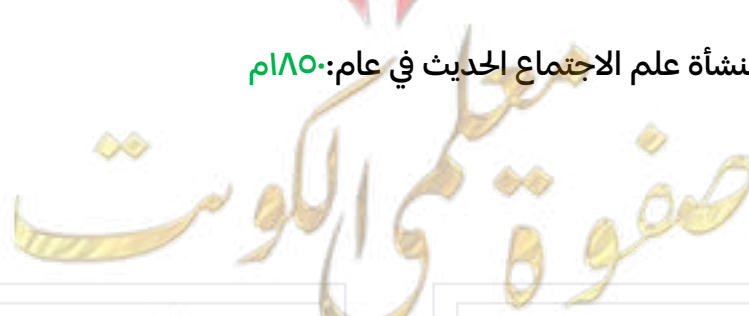 نشأة علم الاجتماع الحديث في عام:١٨٥٠م
صفوة معلمي الكويت